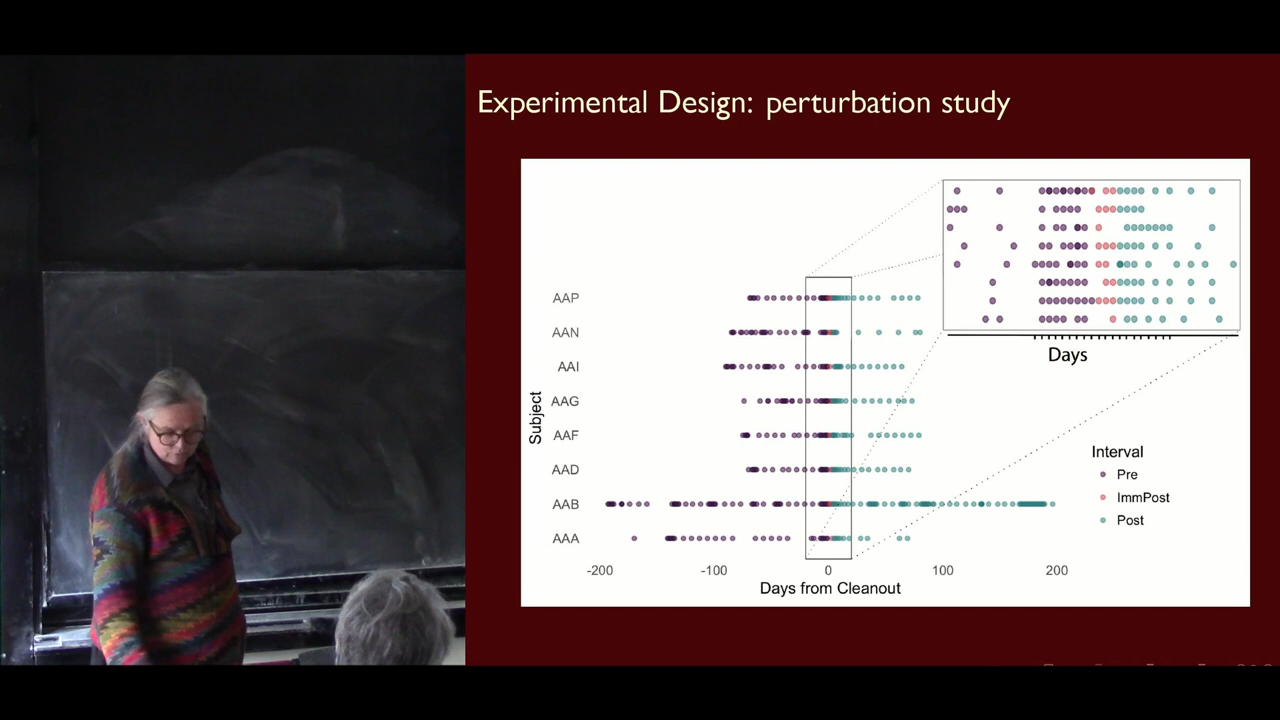 Experimental Design: perturbation study
AAP
AAN
AAI
AAG
AAF
AAD
AAB
AAA
Subject
-200 -100 0 100 200
Days from Cleanout
Days
Interval
Pre
ImmPost
Post